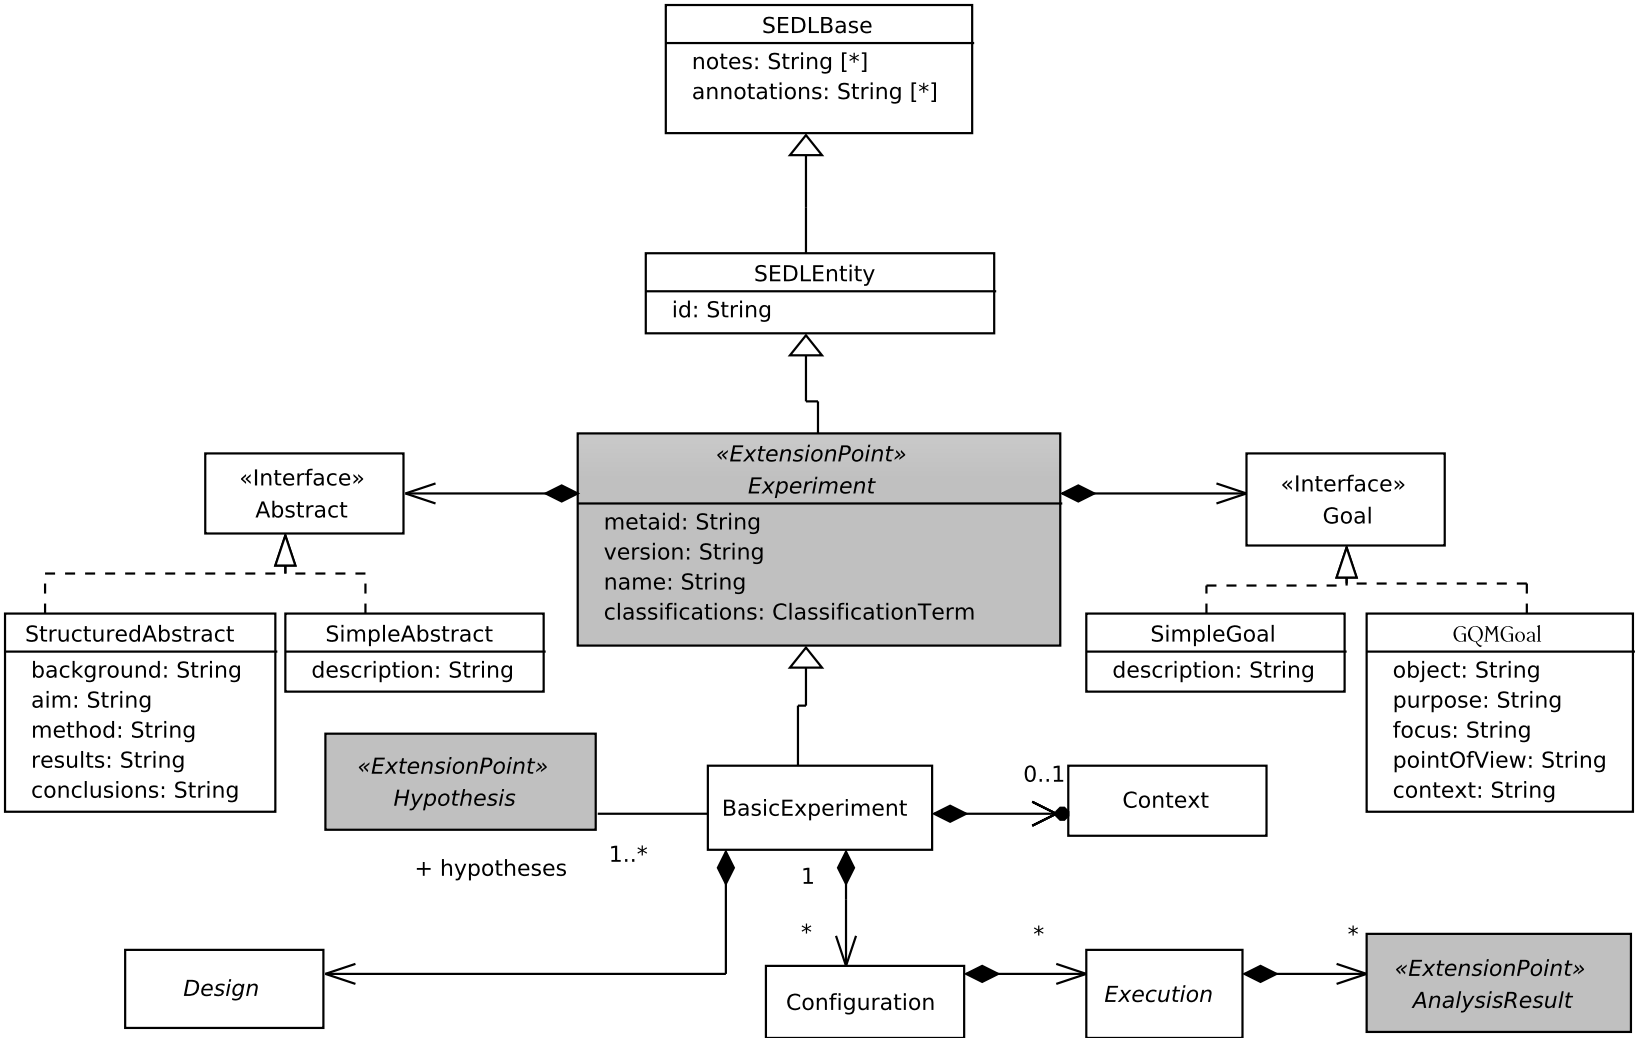 SEDLBase
notes: String [*]
annotations: String [*]
SEDLEntity
id: String
«Interface»
Abstract
«ExtensionPoint»
Experiment
metaid: String
version: String
name: String
classifications: ClassificationTerm
«Interface»
Goal
StructuredAbstract
background: String
aim: String
method: String
results: String
conclusions: String
SimpleAbstract
description: String
SimpleGoal
description: String
GQMGoal
object: String
purpose: String
focus: String
pointOfView: String
context: String
«ExtensionPoint»
Hypothesis
+ hypotheses
1..*
BasicExperiment
0..1
Context
1
*
Design
Configuration
*
Execution
*
«ExtensionPoint»
AnalysisResult